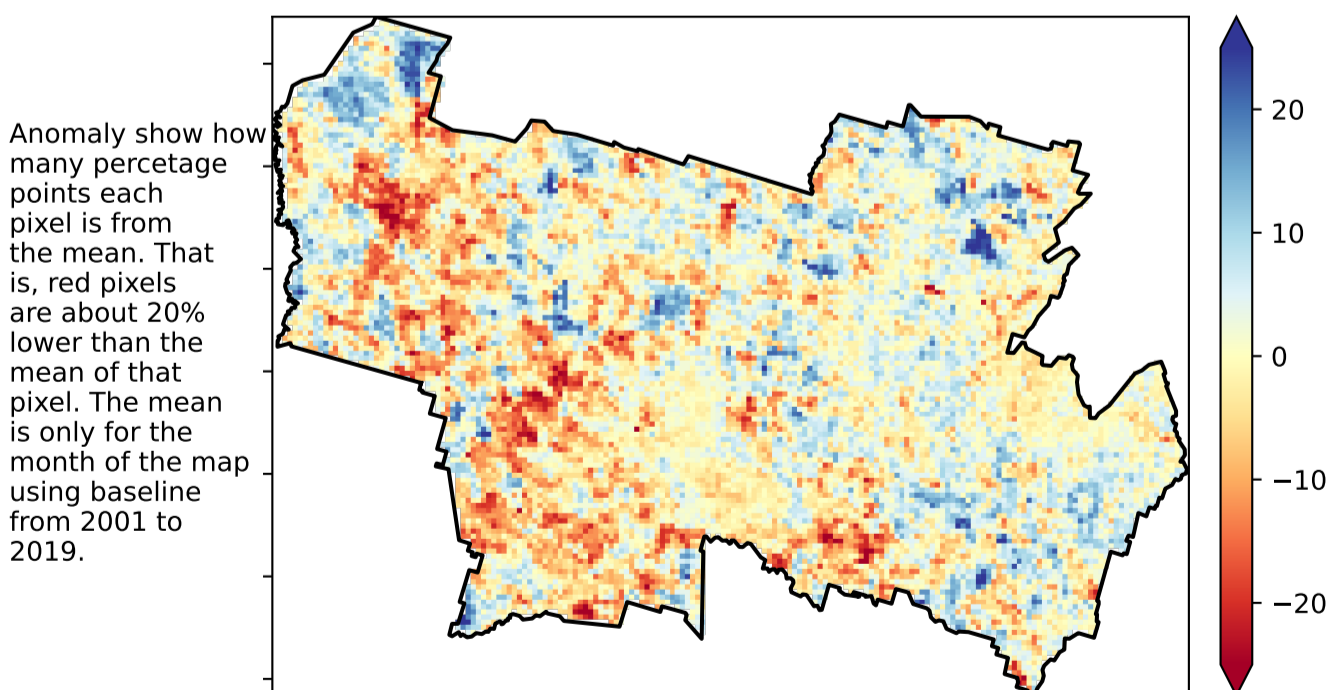 Anomaly show how
many percetage
points each
pixel is from
the mean. That
is, red pixels
are about 20%
lower than the
mean of that
pixel. The mean
is only for the
month of the map
using baseline
from 2001 to
2019.
20
10
0
−10
−20